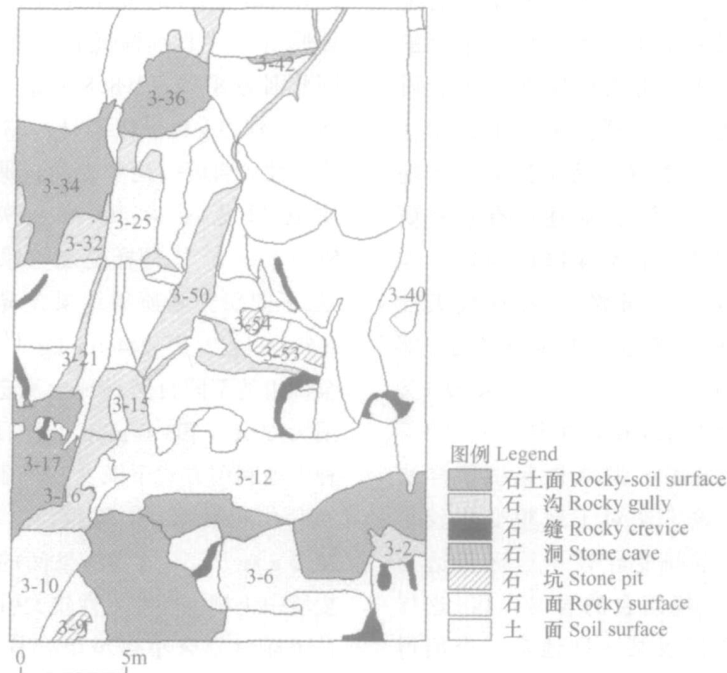 3-42
3-36
3-34
3-25
3-32
3-50
3-40
3-54
3-53
3-21
3-15
3-12
3-17
3-16
3-2
3-6
3-10
3-9
图例 Legend
石土面 Rocky-soil surface
石 沟 Rocky gully
石 缝 Rocky crevice
石 洞 Stone cave
石 坑 Stone pit
石 面 Rocky surface
土 面 Soil surface
0 5m